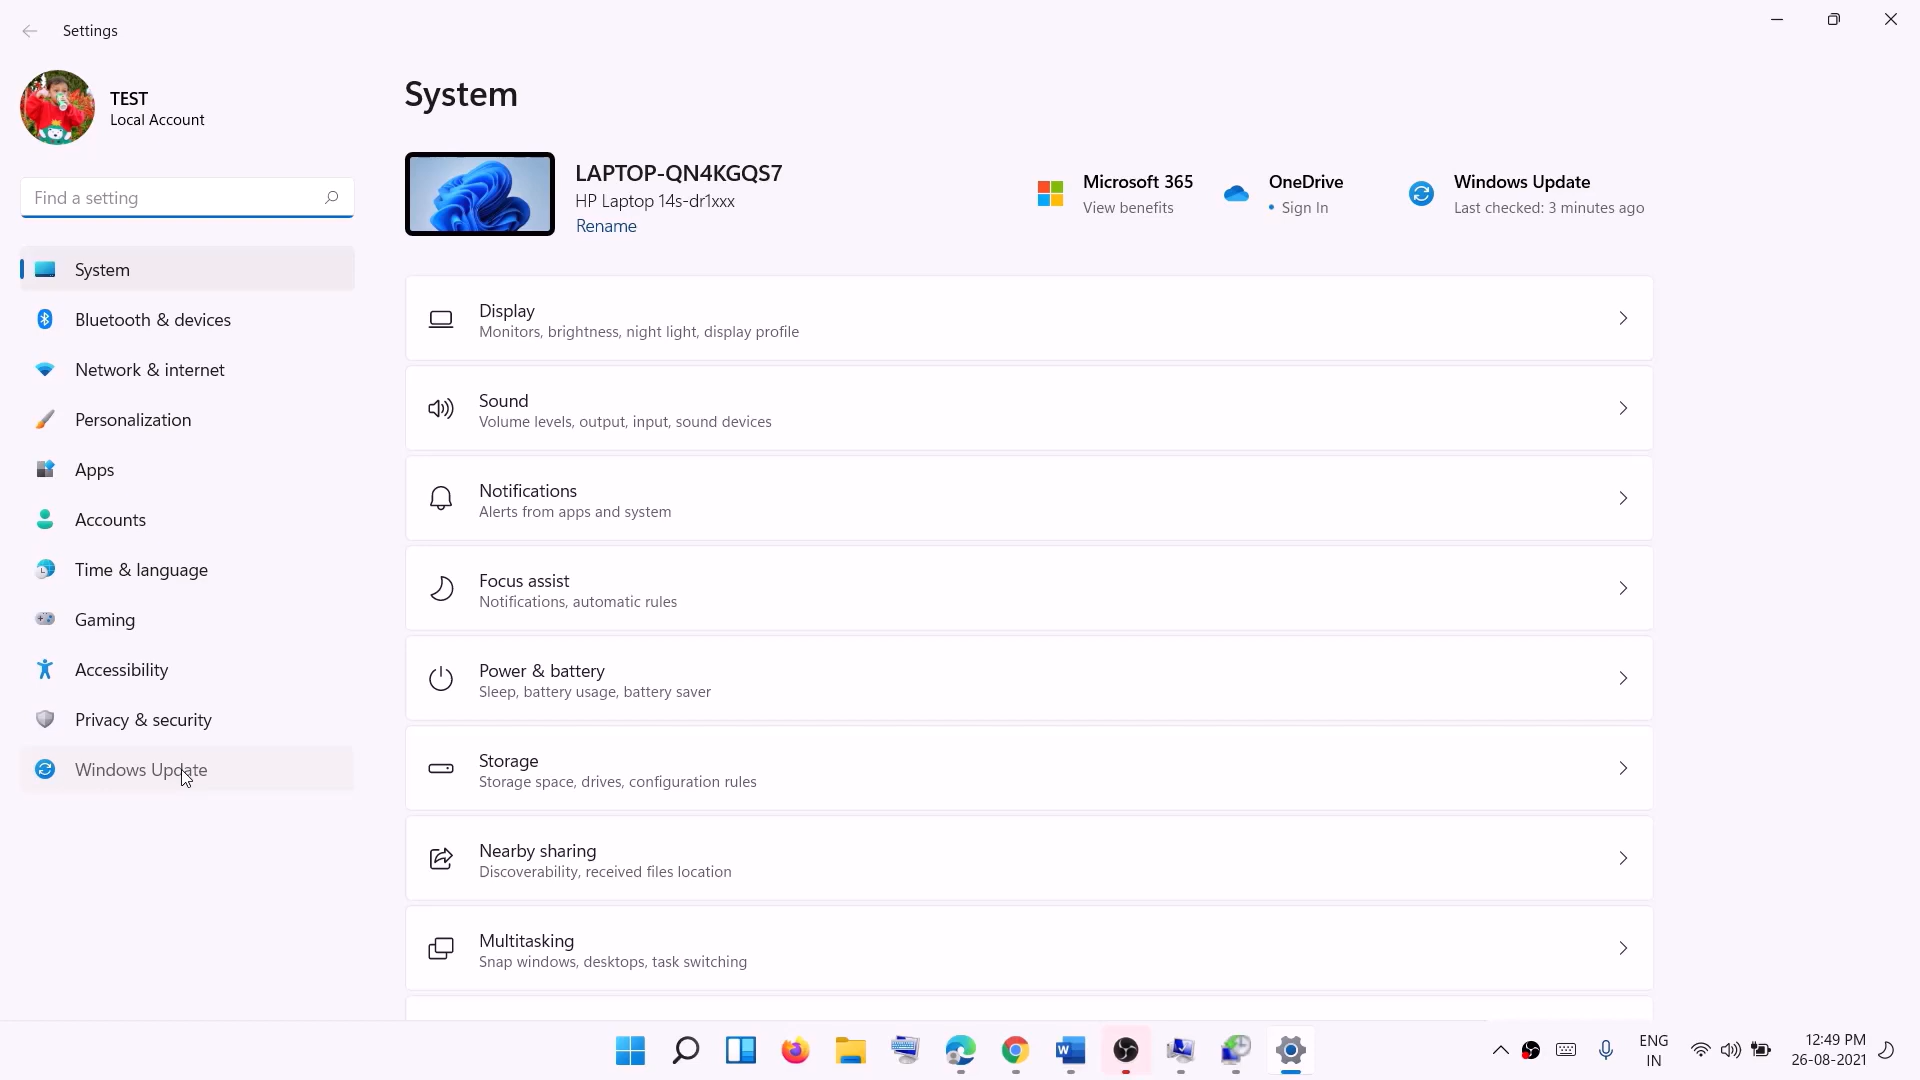 Settings
TEST
Local Account
Find a setting
System
Bluetooth & devices
Network & internet
Personalization
Apps
Accounts
Time & language
Gaming
Accessibility
Privacy & security
Windows Update
System
LAPTOP-QN4KGQS7
HP Laptop 14s-dr1xxx
Rename
Microsoft 365
View benefits
OneDrive
• Sign In
Windows Update
Last checked: 3 minutes ago
Display
Monitors, brightness, night light, display profile
Sound
Volume levels, output, input, sound devices
Notifications
Alerts from apps and system
Focus assist
Notifications, automatic rules
Power & battery
Sleep, battery usage, battery saver
Storage
Storage space, drives, configuration rules
Nearby sharing
Discoverability, received files location
Multitasking
Snap windows, desktops, task switching
ENG
IN
12:49 PM
26-08-2021